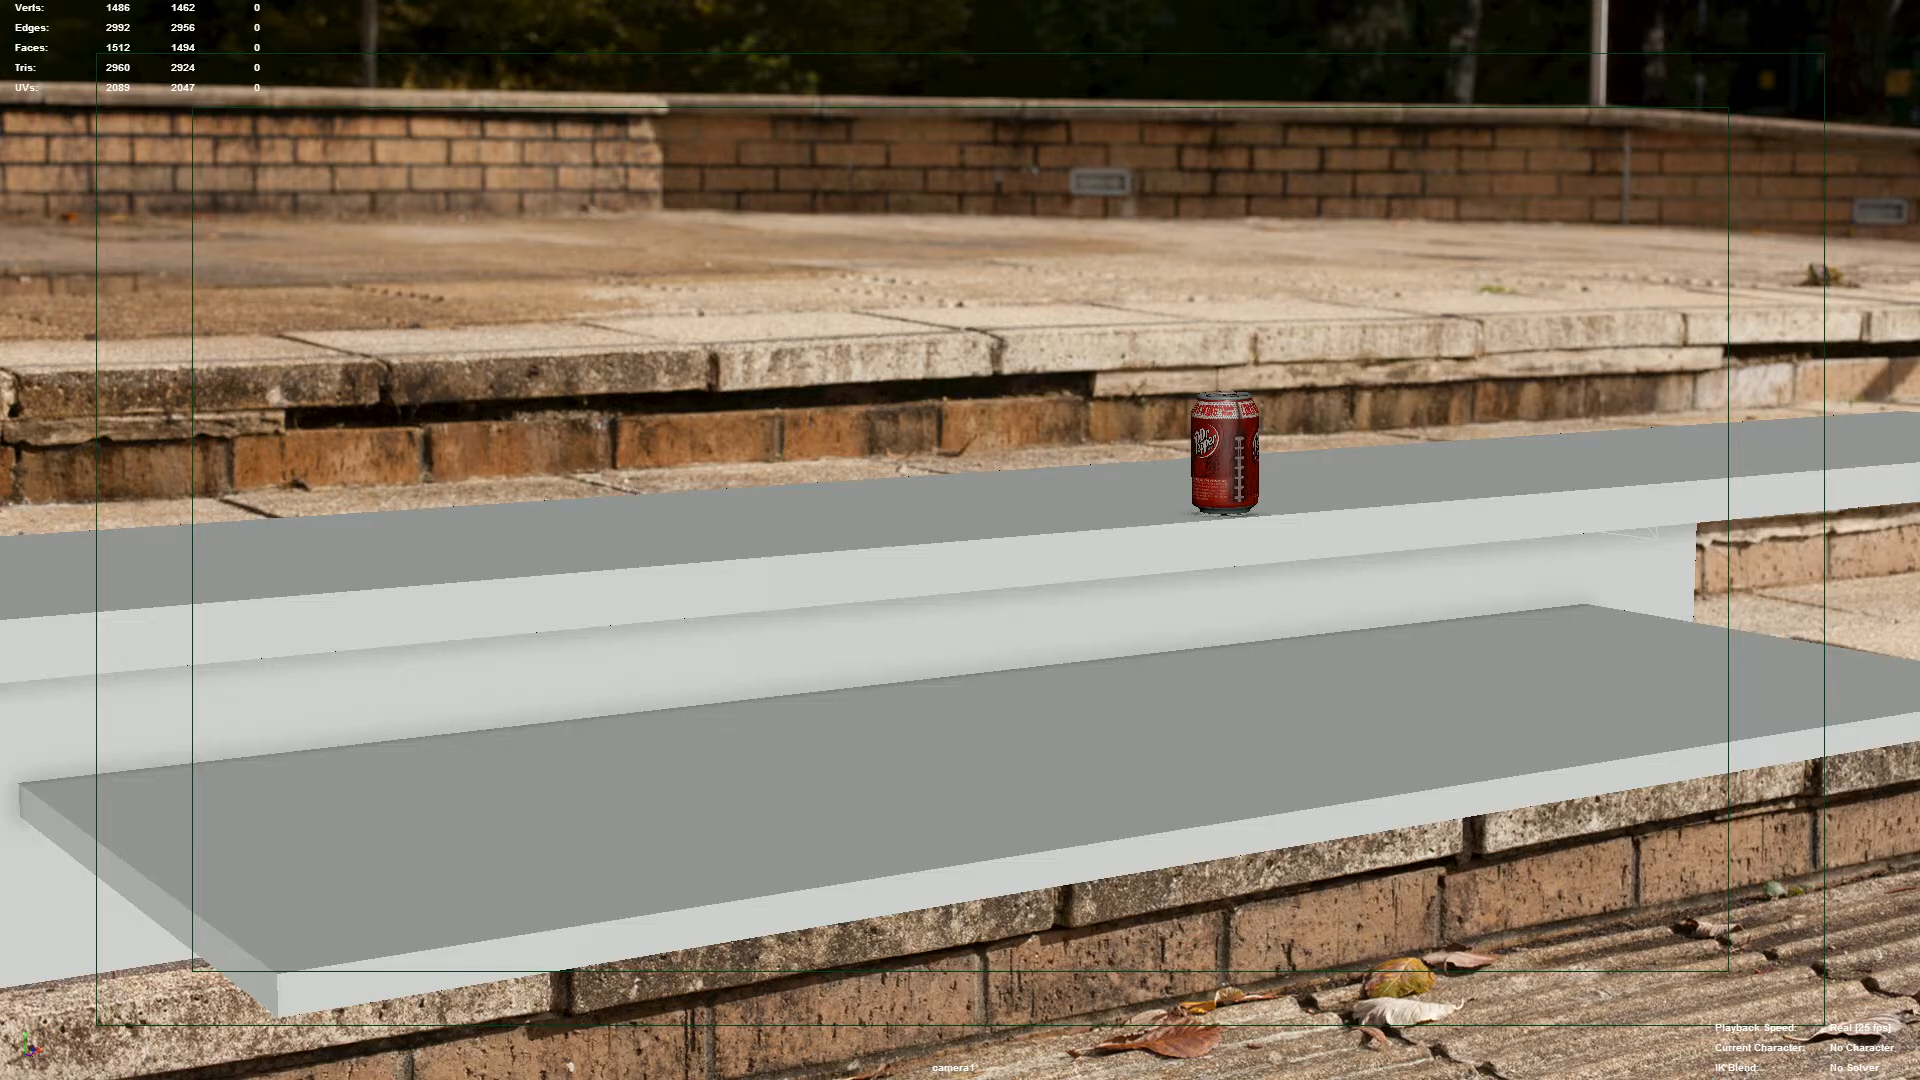 Verts: 1486 1462 0
Edges: 2992 2956 0
Faces: 1512 1494 0
Tris: 2960 2924 0
UVs: 2089 2047 0
Dr Pepper
Playback Speed: Real [25 fps]
Current Character: No Character
IK Blend: No Solver
camera1